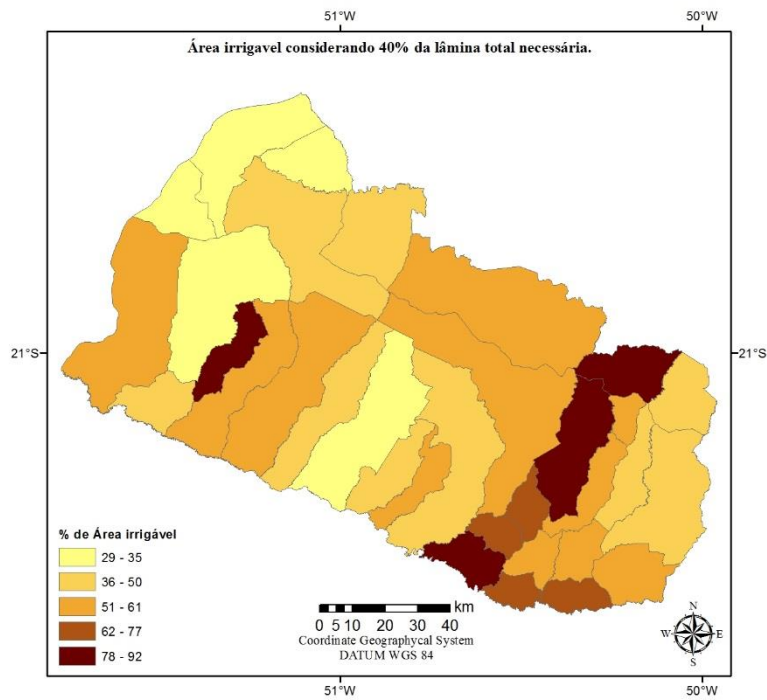 51°W 50°W
Área irrigavel considerando 40% da lâmina total necessária.
21°S 21°S
% de Área irrigável
29 - 35
36 - 50
51 - 61
62 - 77
78 - 92
km
0 5 10 20 30 40
Coordinate Geographycal System
DATUM WGS 84
N
W E
S
51°W 50°W